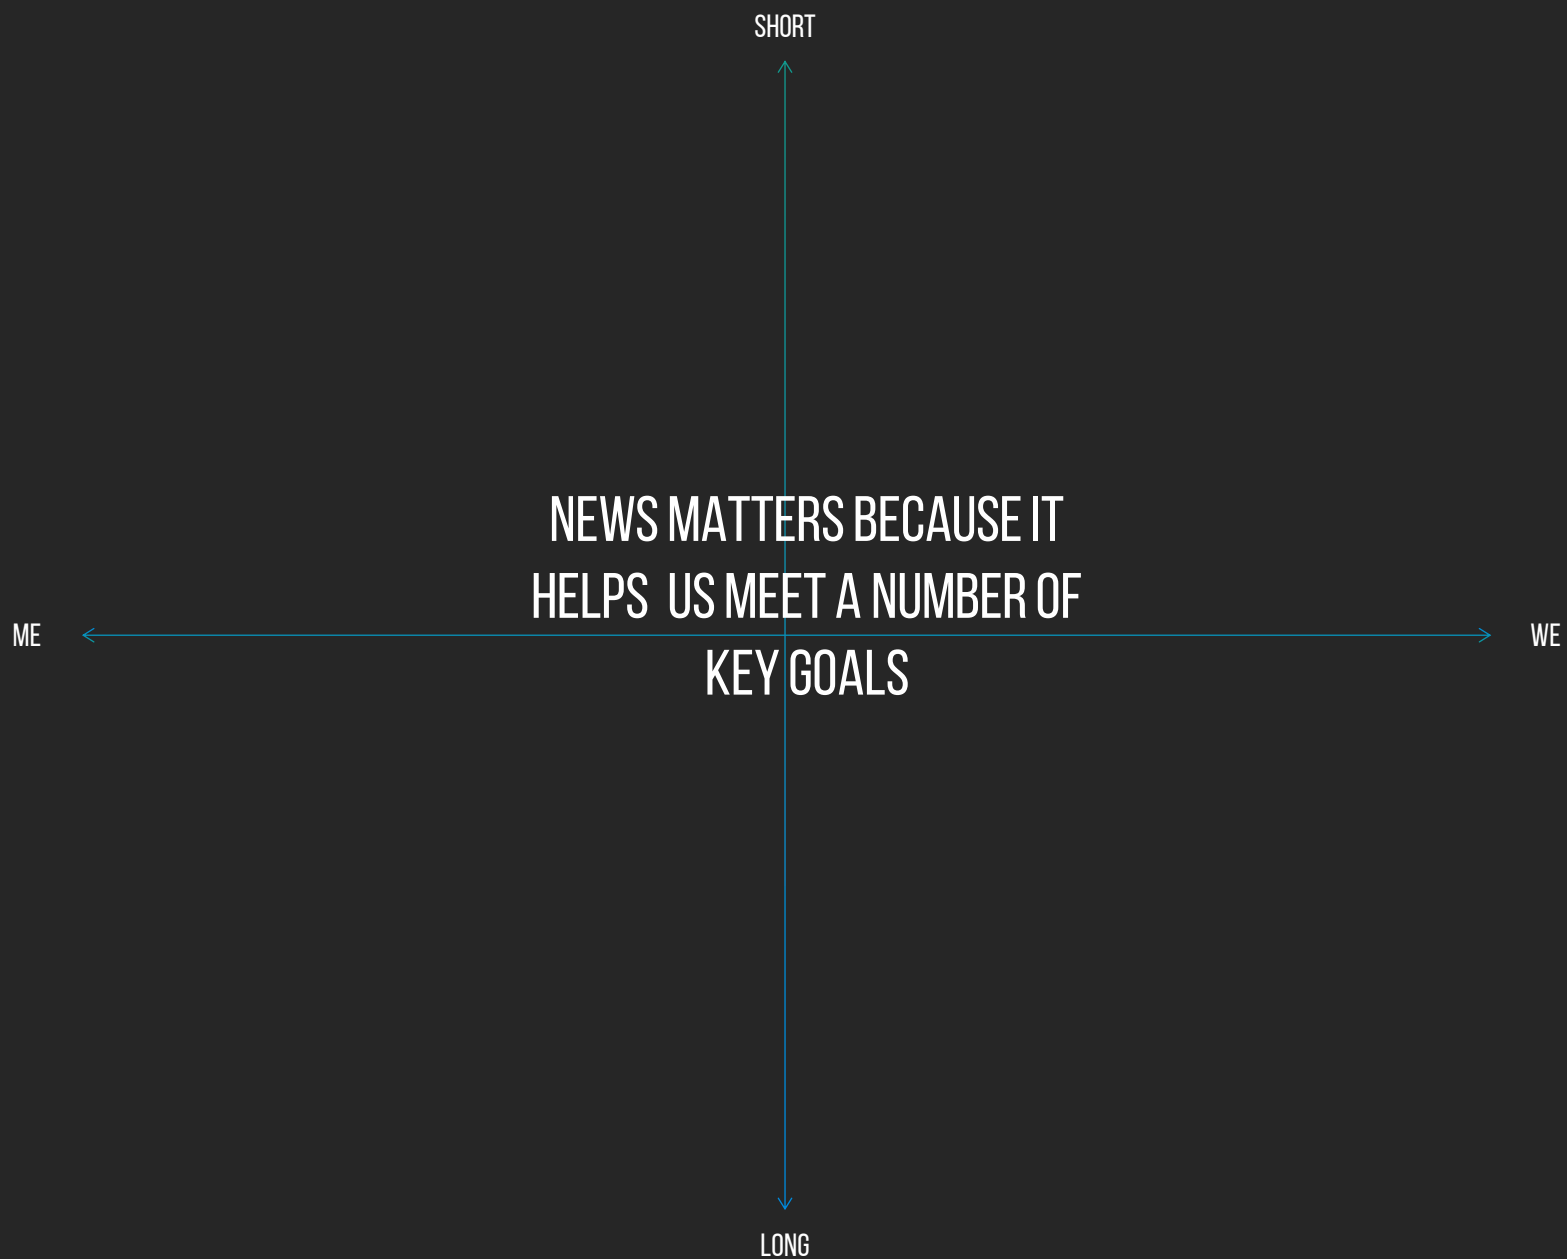 SHORT
NEWS MATTERS BECAUSE IT
HELPS US MEET A NUMBER OF
ME
WE
KEY GOALS
LONG